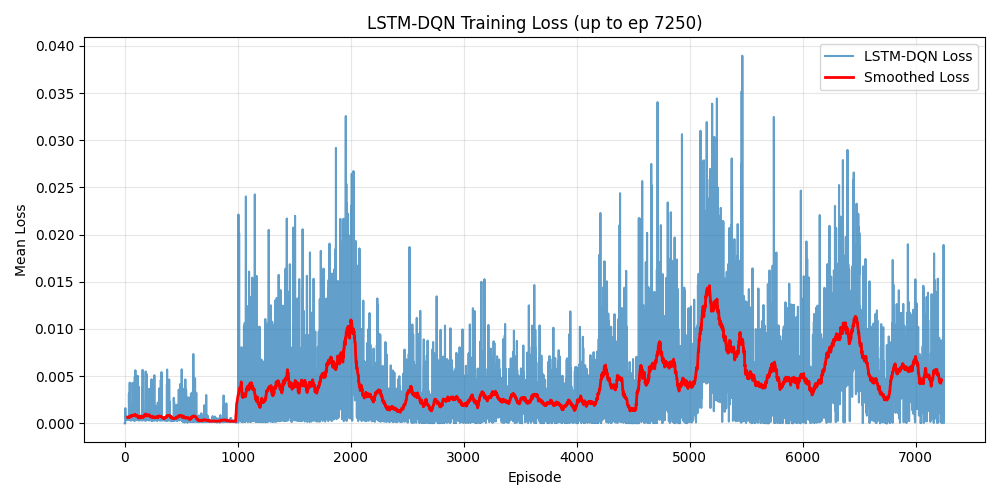 LSTM-DQN Training Loss (up to ep 7250)
0.040
0.035
0.030
0.025
0.020
0.015
0.010
0.005
0.000
Mean Loss
LSTM-DQN Loss
Smoothed Loss
0 1000 2000 3000 4000 5000 6000 7000
Episode